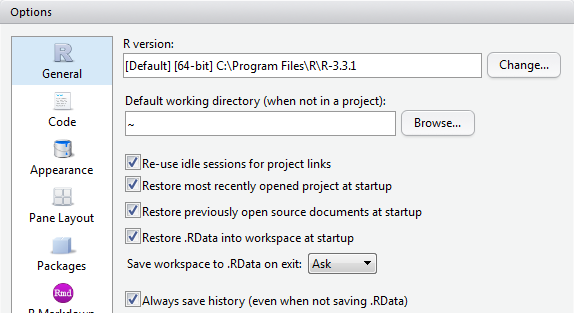 Options
R version:
General
[Default] [64-bit] C:\Program Files\R\R-3.3.1
Change...
Default working directory (when not in a project):
Code
~
Browse...
Appearance
Re-use idle sessions for project links
Restore most recently opened project at startup
Pane Layout
Restore previously open source documents at startup
Restore .RData into workspace at startup
Packages
Save workspace to .RData on exit:
Ask
Rmd
R Markdown
Always save history (even when not saving .RData)